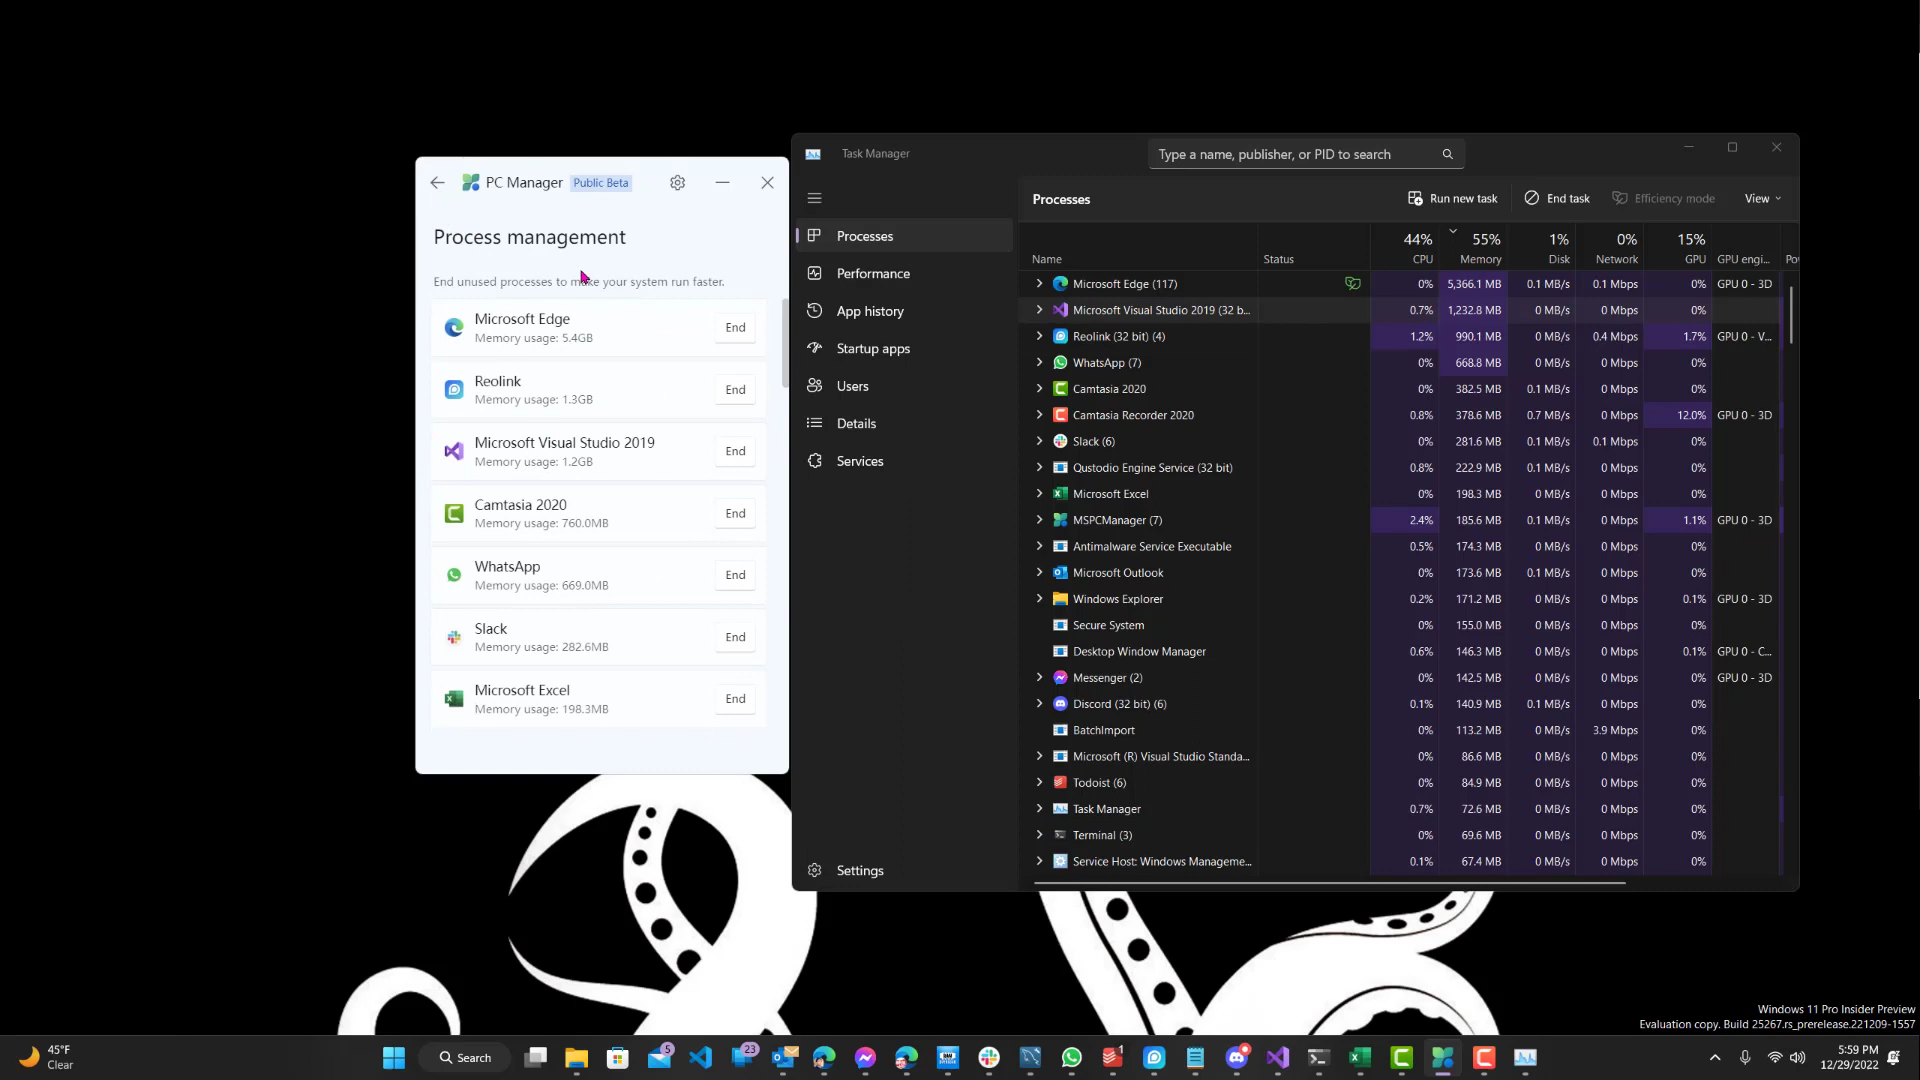 PC Manager Public Beta
Process management
End unused processes to make your system run faster.
Microsoft Edge
Memory usage: 5.4GB
End
Reolink
Memory usage: 1.3GB
End
Microsoft Visual Studio 2019
Memory usage: 1.2GB
End
Camtasia 2020
Memory usage: 760.0MB
End
WhatsApp
Memory usage: 669.0MB
End
Slack
Memory usage: 282.6MB
End
Microsoft Excel
Memory usage: 198.3MB
End
Task Manager
Type a name, publisher, or PID to search
Processes
Performance
App history
Startup apps
Users
Details
Services
Settings
Processes
Run new task
End task
Efficiency mode
View
44% 55% 1% 0% 15%
Name Status CPU Memory Disk Network GPU GPU engi... Po
Microsoft Edge (117) 0% 5,366.1 MB 0.1 MB/s 0.1 Mbps 0% GPU 0 - 3D
Microsoft Visual Studio 2019 (32 b... 0.7% 1,232.8 MB 0 MB/s 0 Mbps 0%
Reolink (32 bit) (4) 1.2% 990.1 MB 0 MB/s 0.4 Mbps 1.7% GPU 0 - V...
WhatsApp (7) 0% 668.8 MB 0 MB/s 0 Mbps 0%
Camtasia 2020 0% 382.5 MB 0.1 MB/s 0 Mbps 0%
Camtasia Recorder 2020 0.8% 378.6 MB 0.7 MB/s 0 Mbps 12.0% GPU 0 - 3D
Slack (6) 0% 281.6 MB 0.1 MB/s 0.1 Mbps 0%
Qustodio Engine Service (32 bit) 0.8% 222.9 MB 0.1 MB/s 0 Mbps 0%
Microsoft Excel 0% 198.3 MB 0 MB/s 0 Mbps 0%
MSPCManager (7) 2.4% 185.6 MB 0.1 MB/s 0 Mbps 1.1% GPU 0 - 3D
Antimalware Service Executable 0.5% 174.3 MB 0 MB/s 0 Mbps 0%
Microsoft Outlook 0% 173.6 MB 0.1 MB/s 0 Mbps 0%
Windows Explorer 0.2% 171.2 MB 0 MB/s 0 Mbps 0.1% GPU 0 - 3D
Secure System 0% 155.0 MB 0 MB/s 0 Mbps 0%
Desktop Window Manager 0.6% 146.3 MB 0 MB/s 0 Mbps 0.1% GPU 0 - C...
Messenger (2) 0% 142.5 MB 0 MB/s 0 Mbps 0% GPU 0 - 3D
Discord (32 bit) (6) 0.1% 140.9 MB 0.1 MB/s 0 Mbps 0%
BatchImport 0% 113.2 MB 0 MB/s 3.9 Mbps 0%
Microsoft (R) Visual Studio Standa... 0% 86.6 MB 0 MB/s 0 Mbps 0%
Todoist (6) 0% 84.9 MB 0 MB/s 0 Mbps 0%
Task Manager 0.7% 72.6 MB 0 MB/s 0 Mbps 0%
Terminal (3) 0% 69.6 MB 0 MB/s 0 Mbps 0%
Service Host: Windows Manageme... 0.1% 67.4 MB 0 MB/s 0 Mbps 0%
Windows 11 Pro Insider Preview
Evaluation copy. Build 25267.rs_prerelease.221209-1557
45°F
Clear
Search
5
23
1
5:59 PM
12/29/2022